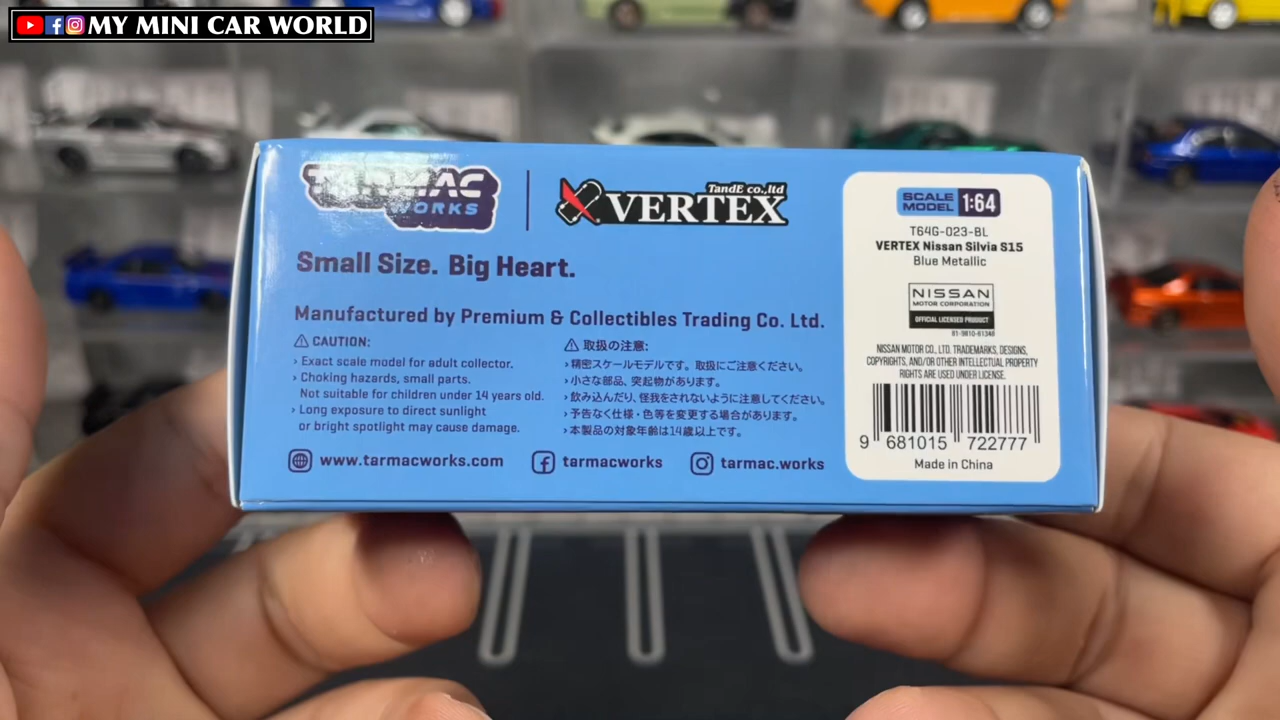 MY MINI CAR WORLD
TARMAC
WORKS
TandE co.,ltd
VERTEX
Small Size. Big Heart.
Manufactured by Premium & Collectibles Trading Co. Ltd.
CAUTION:
› Exact scale model for adult collector.
› Choking hazards, small parts.
Not suitable for children under 14 years old.
› Long exposure to direct sunlight
or bright spotlight may cause damage.
取扱の注意:
›精密スケールモデルです。取扱にご注意ください。
›小さな部品、突起物があります。
›飲み込んだり、怪我をされないように注意してください。
›予告なく仕様・色等を変更する場合があります。
›本製品の対象年齢は14歳以上です。
www.tarmacworks.com
tarmacworks
tarmac.works
SCALE
MODEL 1:64
T64G-023-BL
VERTEX Nissan Silvia S15
Blue Metallic
NISSAN
MOTOR CORPORATION
OFFICIAL LICENSED PRODUCT
61-9810-61349
NISSAN MOTOR CO., LTD. TRADEMARKS, DESIGNS,
COPYRIGHTS, AND/OR OTHER INTELLECTUAL PROPERTY
RIGHTS ARE USED UNDER LICENSE.
9 681015 722777
Made in China